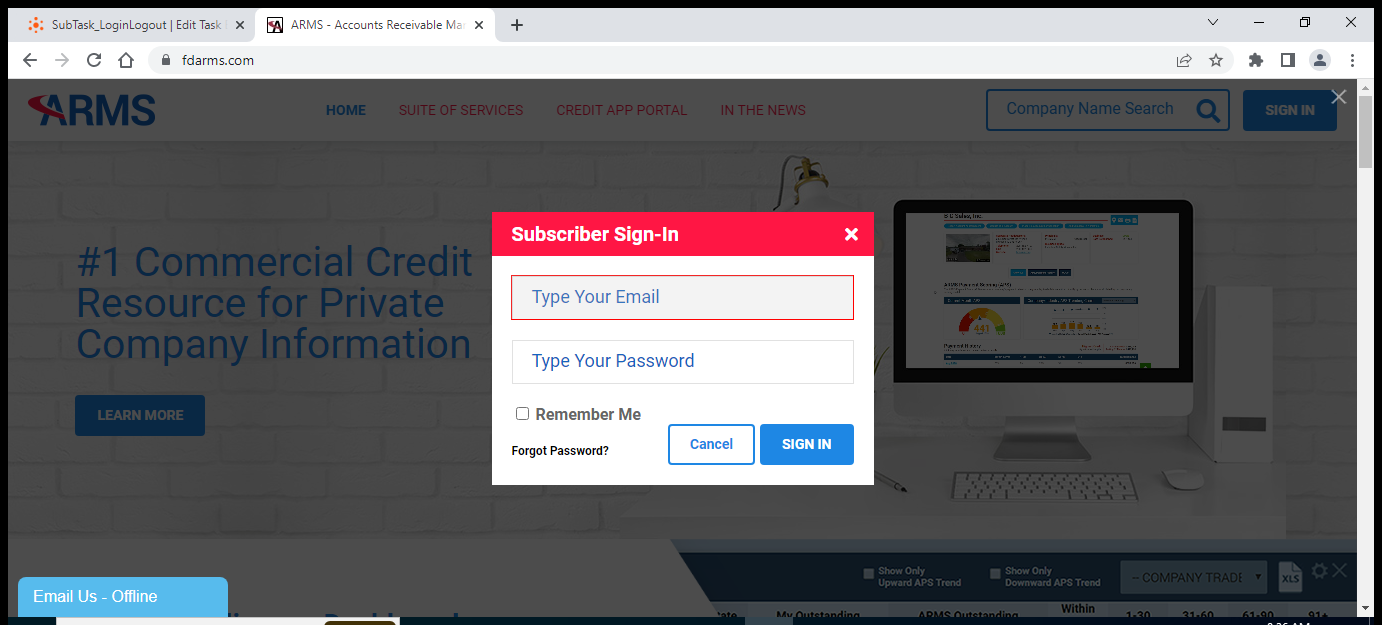 SubTask_LoginLogout | Edit Task
ARMS - Accounts Receivable Mar
fdarms.com
ARMS
HOME
SUITE OF SERVICES
CREDIT APP PORTAL
IN THE NEWS
Company Name Search
SIGN IN
#1 Commercial Credit
Resource for Private
Company Information
LEARN MORE
Subscriber Sign-In
Type Your Email
Type Your Password
Remember Me
Forgot Password?
Cancel
SIGN IN
441
Payment History
Show Only
Upward APS Trend
Show Only
Downward APS Trend
-- COMPANY TRADE
XLS
Email Us - Offline
My Outstanding
ARMS Outstanding
Within
1-30
31-60
61-90
91+